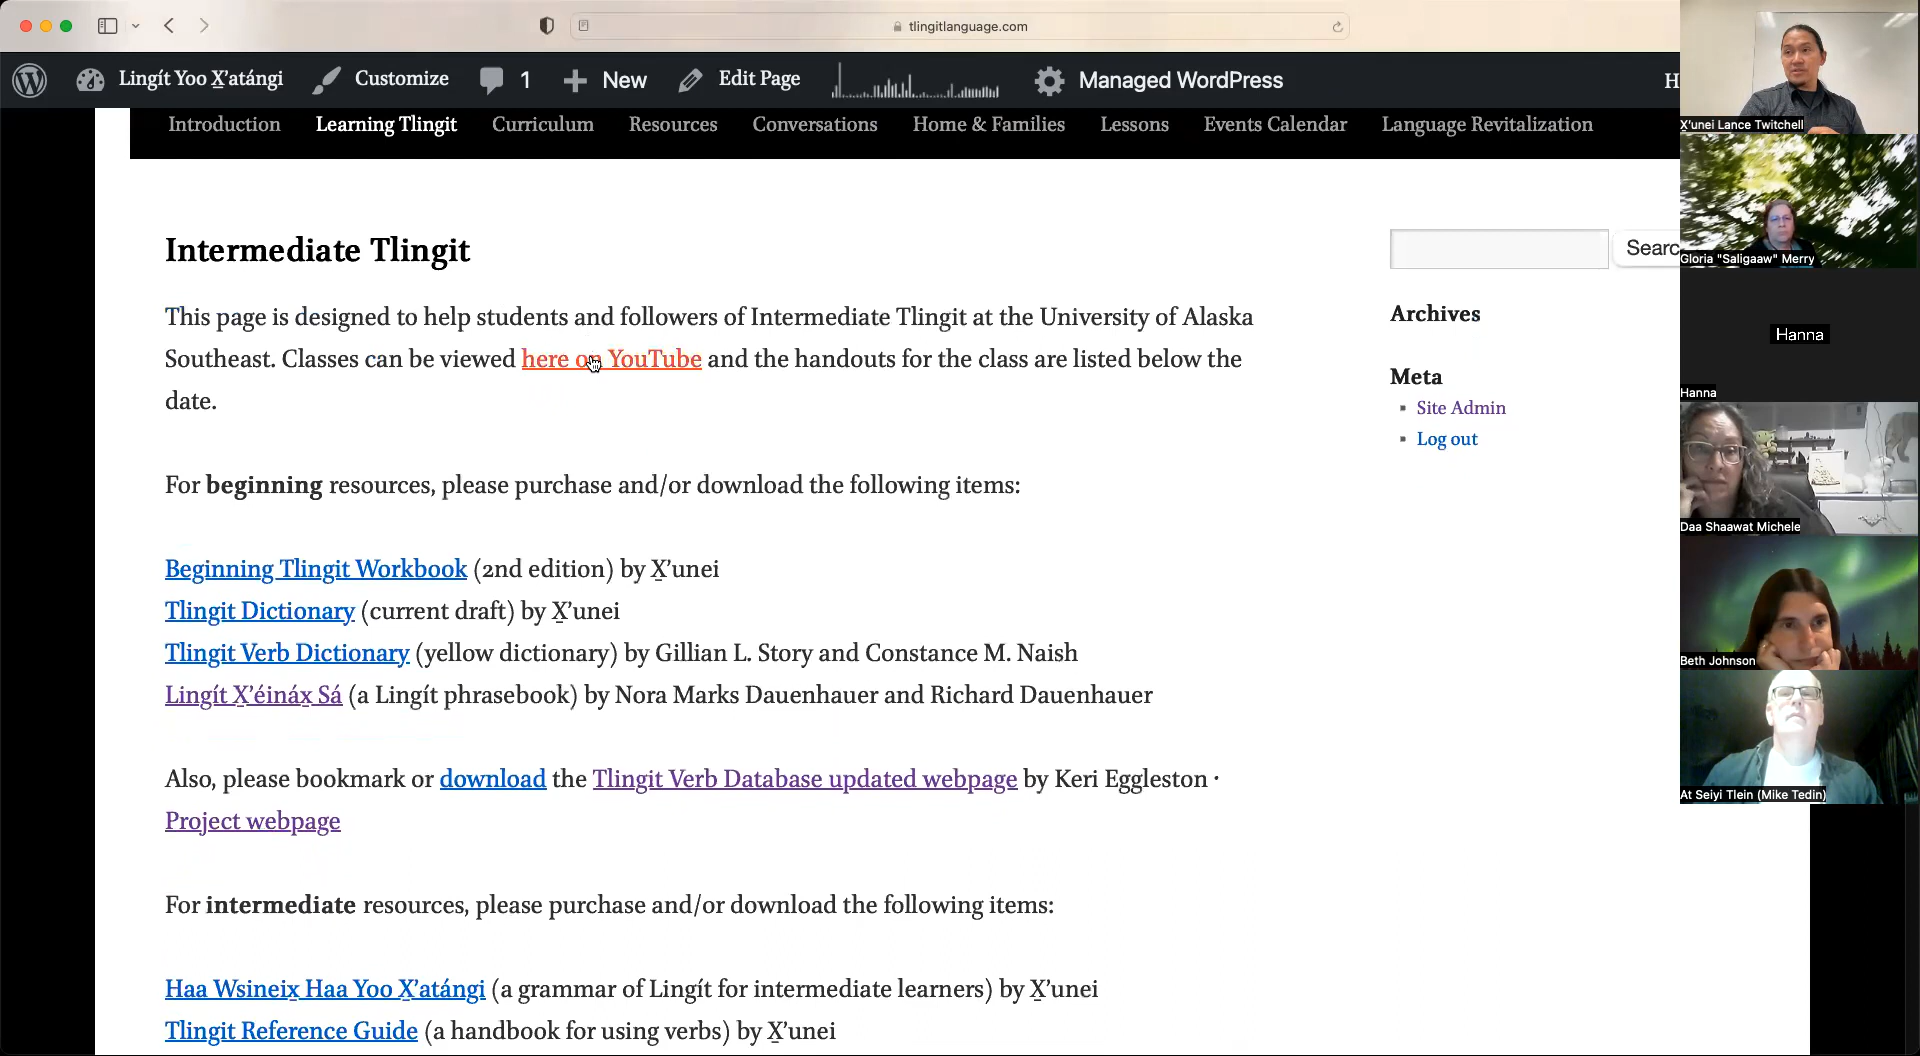 tlingitlanguage.com
Lingít Yoo X̱ʼatángi
Customize
1
New
Edit Page
Managed WordPress
H
Introduction
Learning Tlingit
Curriculum
Resources
Conversations
Home & Families
Lessons
Events Calendar
Language Revitalization
Intermediate Tlingit
This page is designed to help students and followers of Intermediate Tlingit at the University of Alaska
Southeast. Classes can be viewed here on YouTube and the handouts for the class are listed below the
date.
For beginning resources, please purchase and/or download the following items:
Beginning Tlingit Workbook (2nd edition) by X̱ʼunei
Tlingit Dictionary (current draft) by X̱ʼunei
Tlingit Verb Dictionary (yellow dictionary) by Gillian L. Story and Constance M. Naish
Lingít X̱ʼéináx̱ Sá (a Lingít phrasebook) by Nora Marks Dauenhauer and Richard Dauenhauer
Also, please bookmark or download the Tlingit Verb Database updated webpage by Keri Eggleston ·
Project webpage
For intermediate resources, please purchase and/or download the following items:
Haa Wsineix̱ Haa Yoo X̱ʼatángi (a grammar of Lingít for intermediate learners) by X̱ʼunei
Tlingit Reference Guide (a handbook for using verbs) by X̱ʼunei
Searc
Archives
Meta
Site Admin
Log out
X̱ʼunei Lance Twitchell
Gloria "Saligaaw" Merry
Hanna
Hanna
Daa Shaawat Michele
Beth Johnson
At Seiyi Tlein (Mike Tedin)